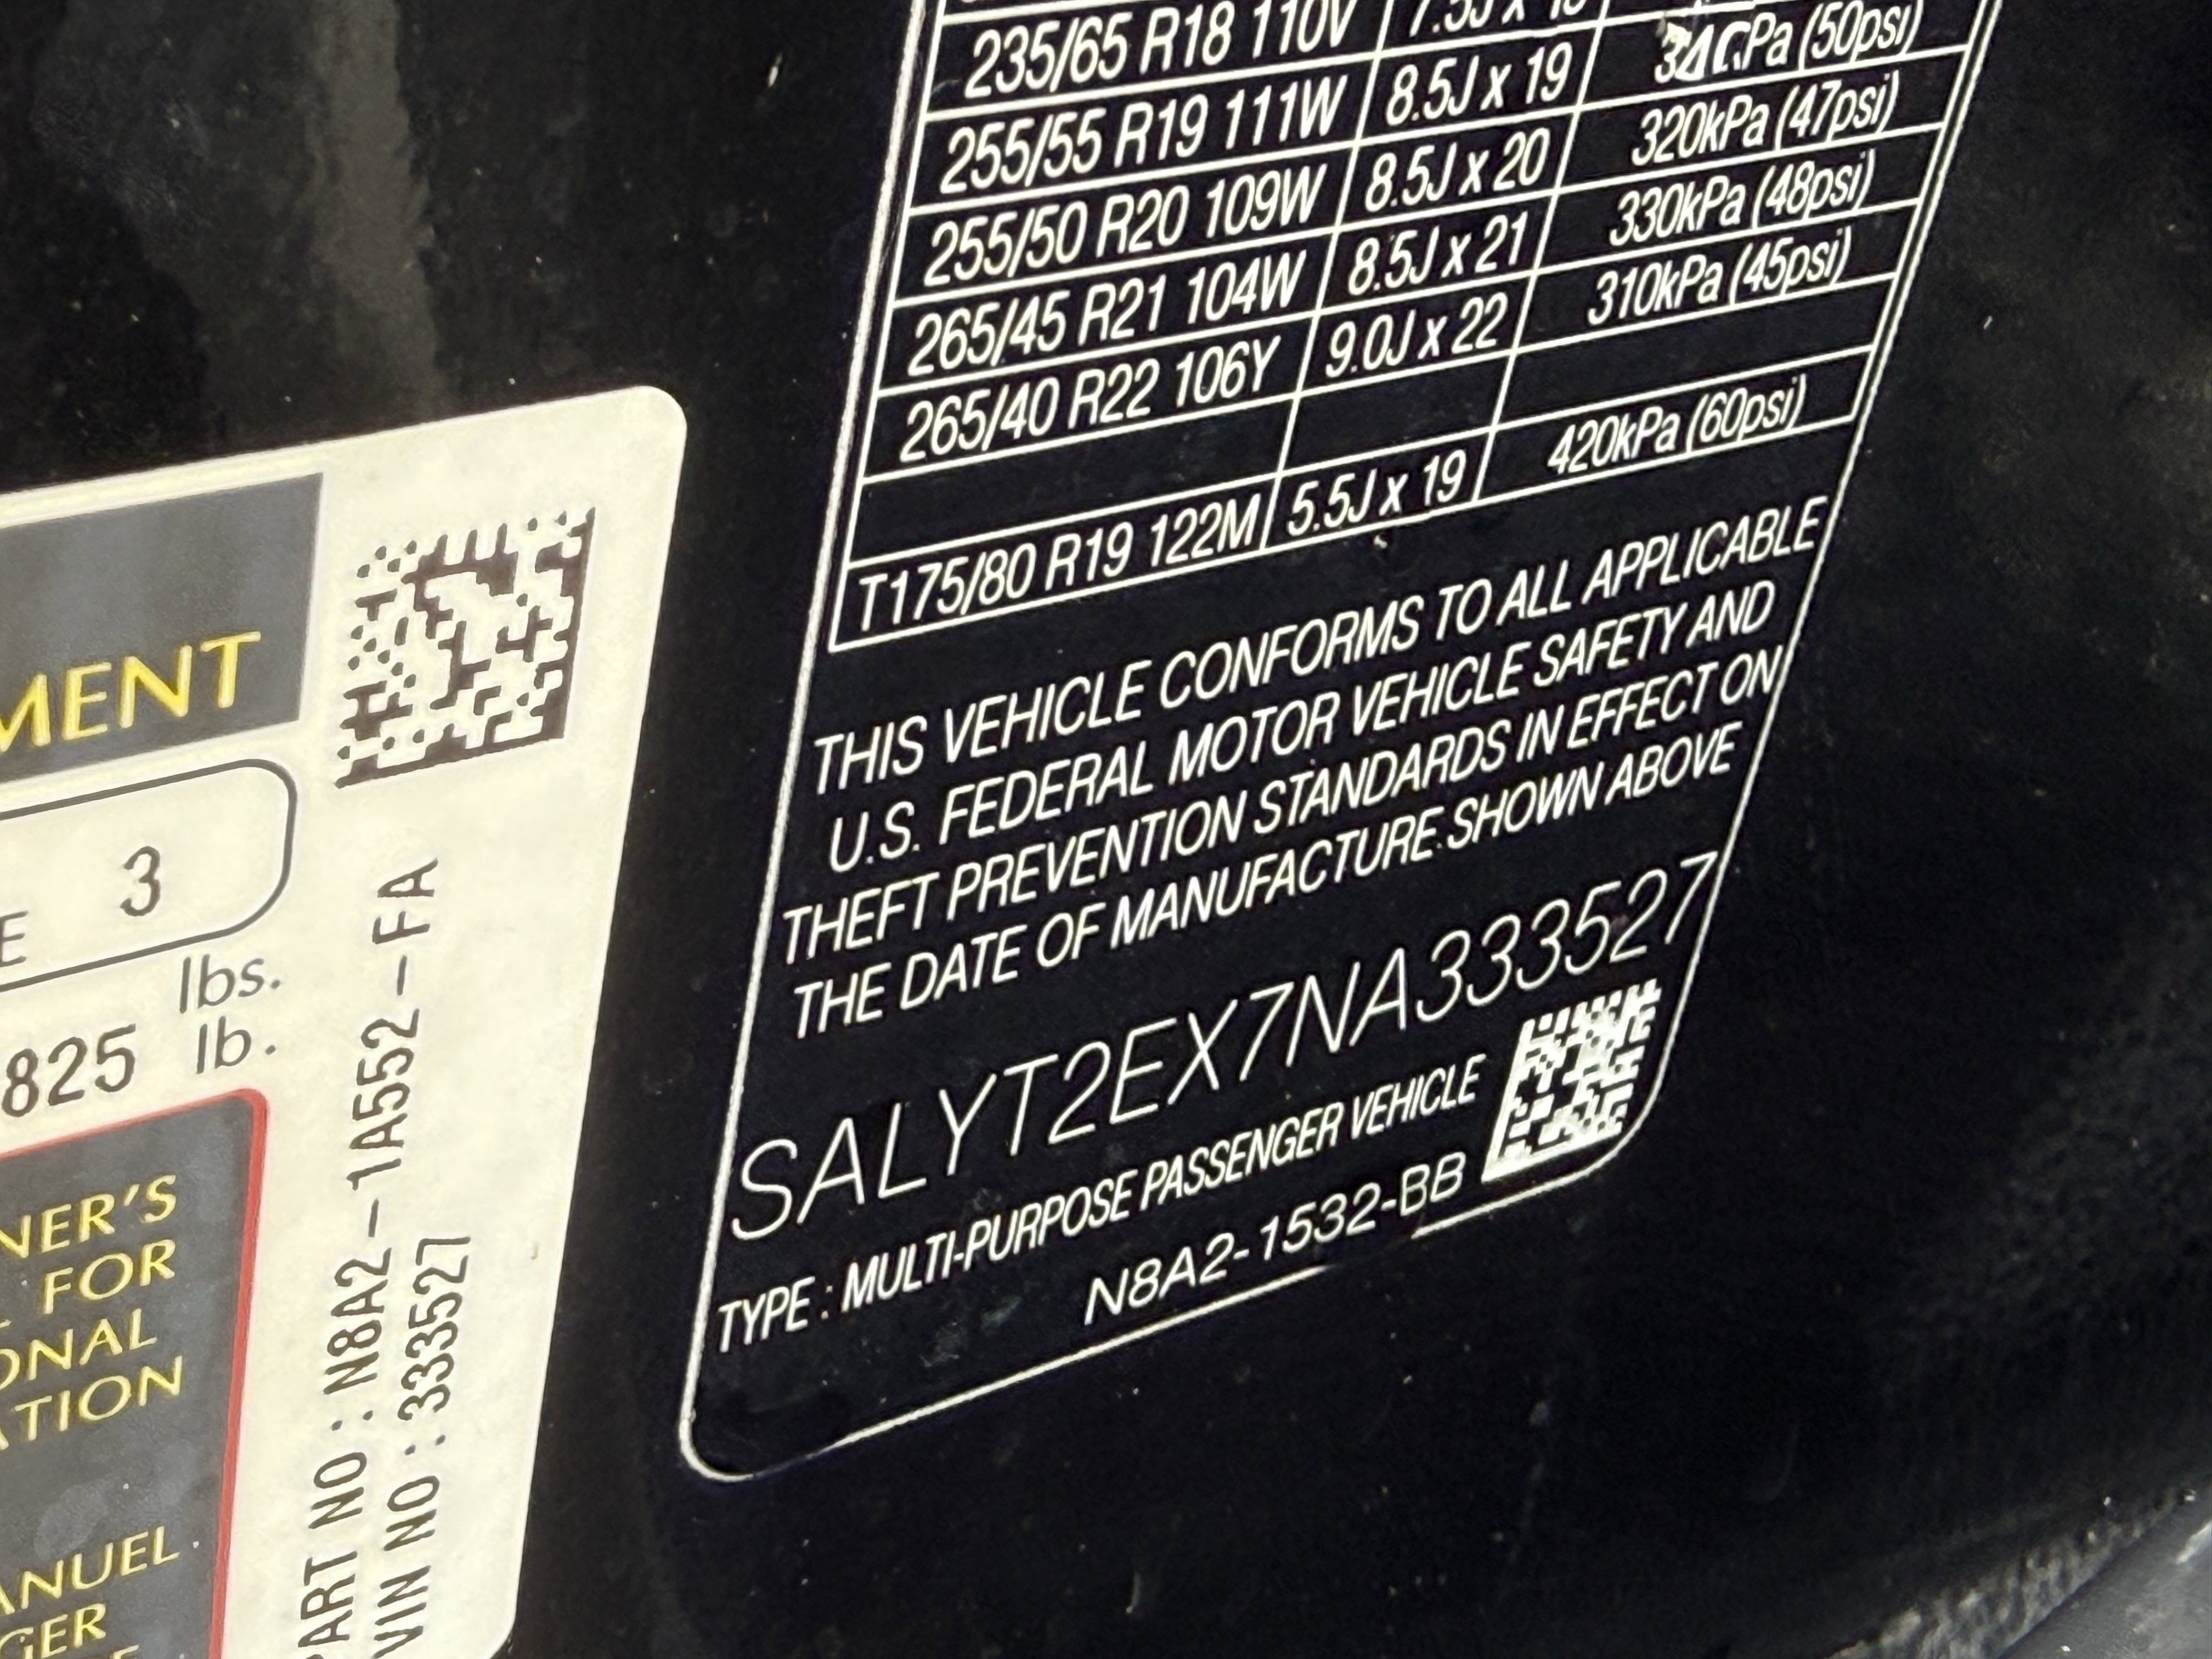 235/65 R18 110V 7.5J x
255/55 R19 111W 8.5J x 19 (50psi)
255/50 R20 109W 8.5J x 20 320kPa (47psi)
265/45 R21 104W 8.5J x 21 330kPa (48psi)
265/40 R22 106Y 9.0J x 22 310kPa (45psi)
T175/80 R19 122M 5.5J x 19 420kPa (60psi)
THIS VEHICLE CONFORMS TO ALL APPLICABLE
U.S. FEDERAL MOTOR VEHICLE SAFETY AND
THEFT PREVENTION STANDARDS IN EFFECT ON
THE DATE OF MANUFACTURE SHOWN ABOVE
SALYT2EX7NA333527
TYPE : MULTI-PURPOSE PASSENGER VEHICLE
N8A2-1532-BB
MENT
E 3
lbs.
825 lb.
NER'S
FOR
ONAL
ATION
ANUEL
GER
PART NO : N8A2-1A552-FA
VIN NO : 333527